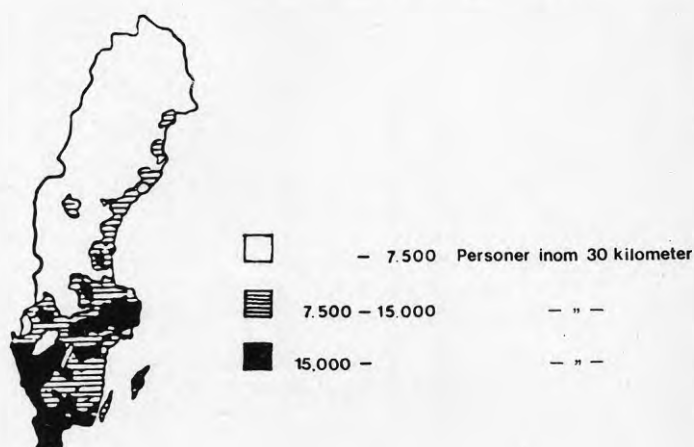 – 7.500 Personer inom 30 kilometer
7.500 – 15.000 – ” –
15.000 – – ” –